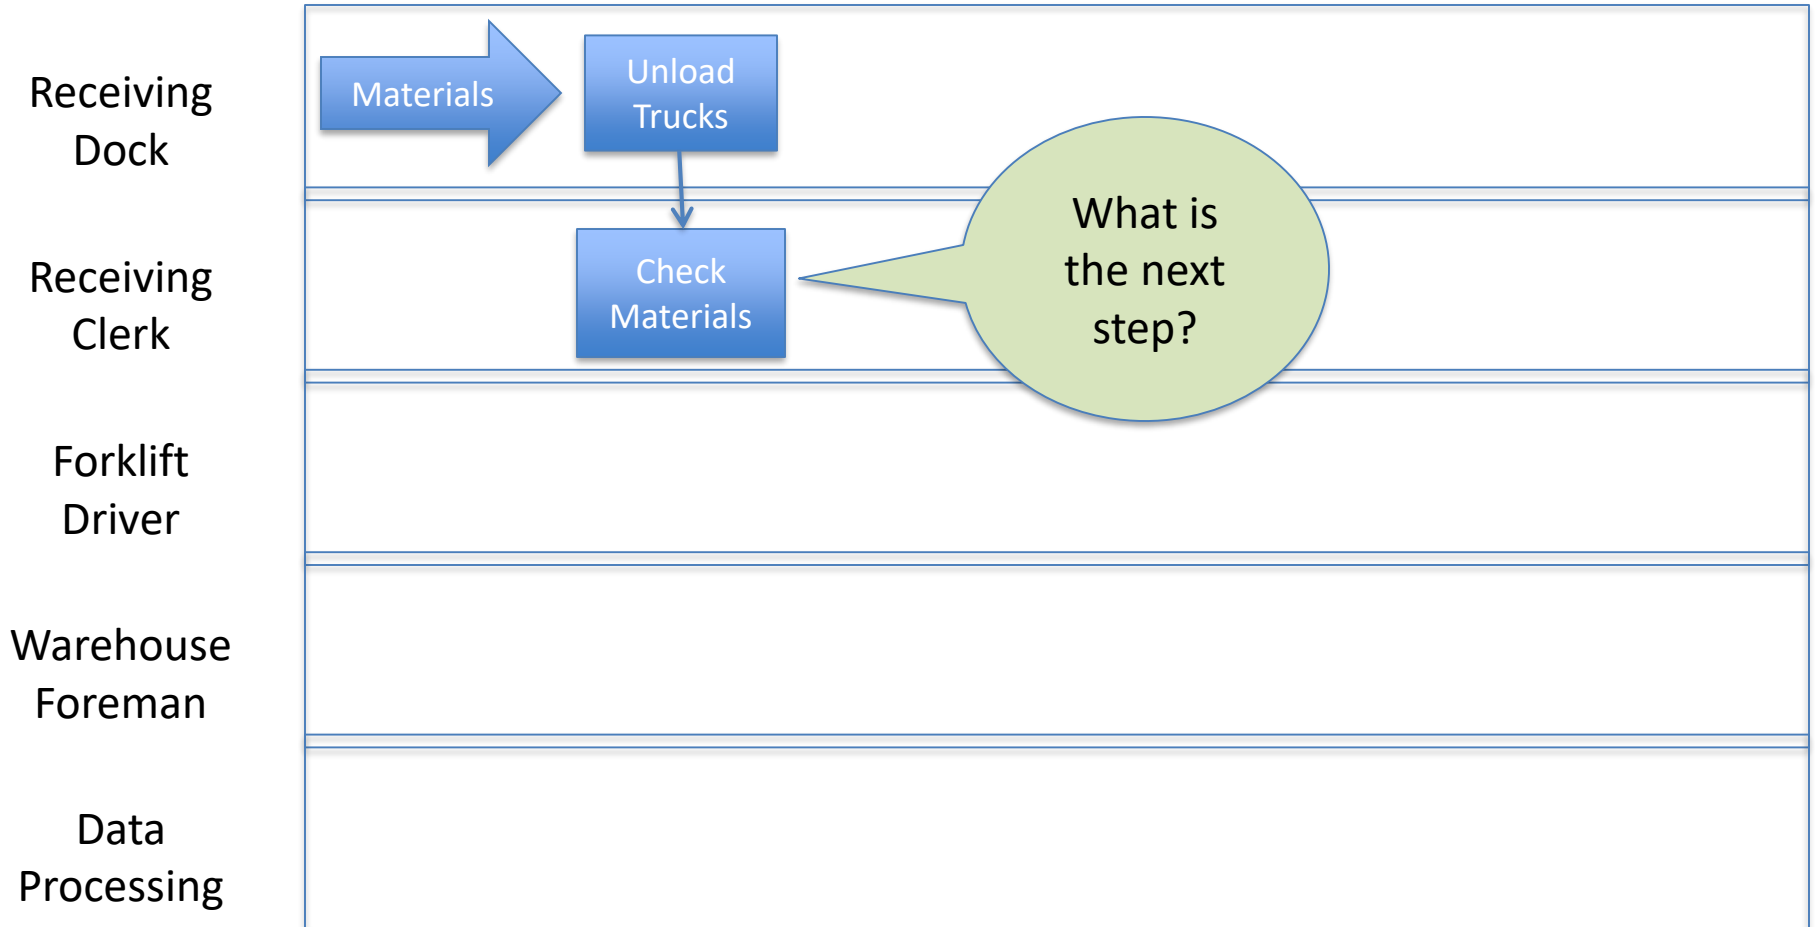 Receiving
Dock
Materials
Unload
Trucks
Receiving
Clerk
Check
Materials
What is
the next
step?
Forklift
Driver
Warehouse
Foreman
Data
Processing